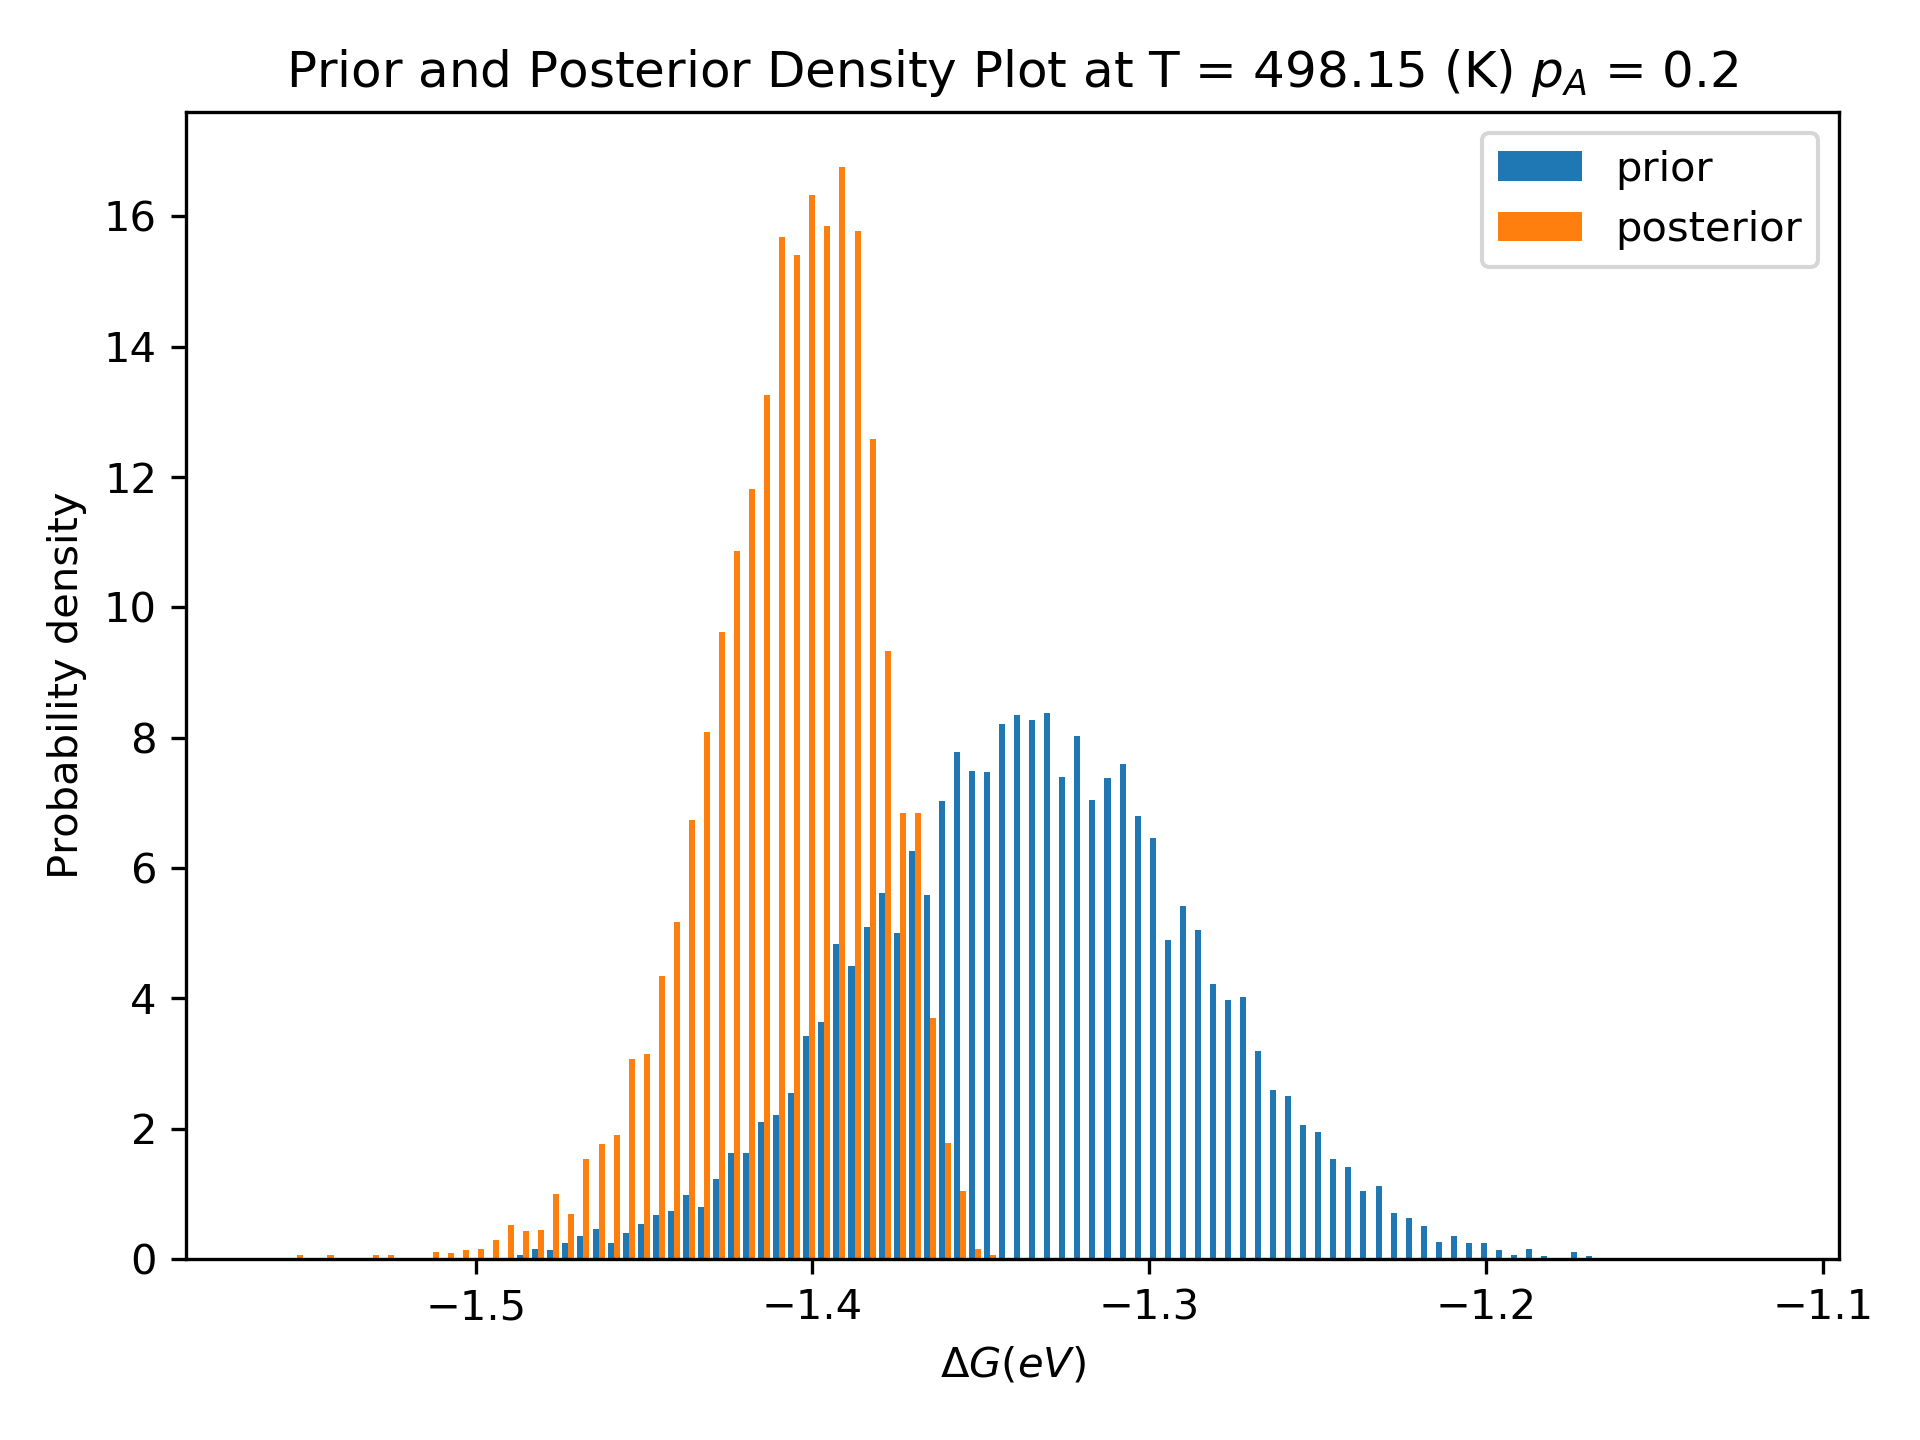 Prior and Posterior Density Plot at T = 498.15 (K) p_A = 0.2
prior
posterior
Probability density
16
14
12
10
8
6
4
2
0
−1.5
−1.4
−1.3
−1.2
−1.1
ΔG(eV)